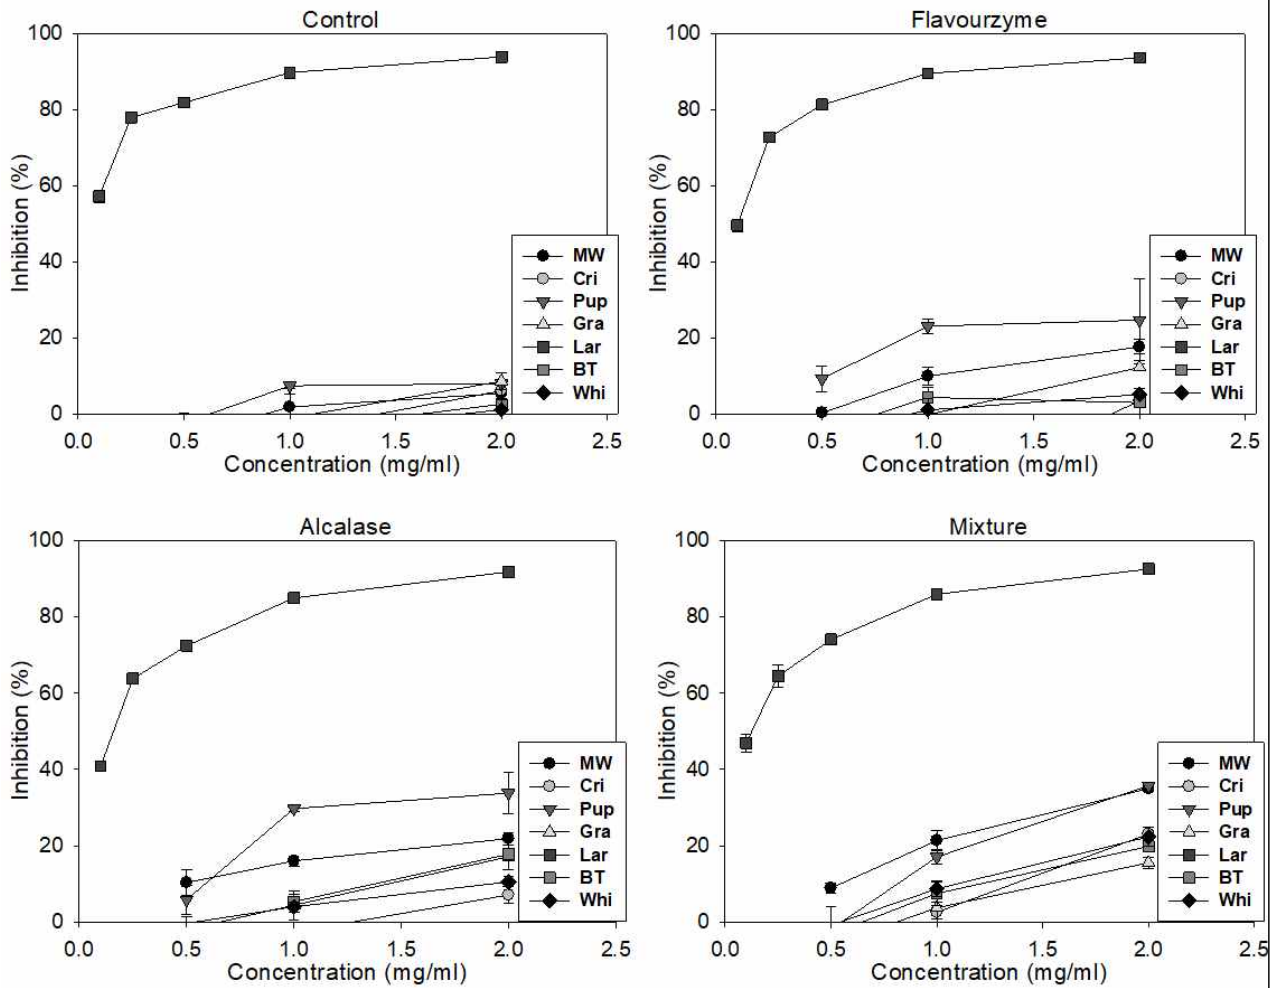 Control
100
80
60
40
20
0
Inhibition (%)
MW
Cri
Pup
Gra
Lar
BT
Whi
0.0 0.5 1.0 1.5 2.0 2.5
Concentration (mg/ml)
Flavourzyme
100
80
60
40
20
0
Inhibition (%)
MW
Cri
Pup
Gra
Lar
BT
Whi
0.0 0.5 1.0 1.5 2.0 2.5
Concentration (mg/ml)
Alcalase
100
80
60
40
20
0
Inhibition (%)
MW
Cri
Pup
Gra
Lar
BT
Whi
0.0 0.5 1.0 1.5 2.0 2.5
Concentration (mg/ml)
Mixture
100
80
60
40
20
0
Inhibition (%)
MW
Cri
Pup
Gra
Lar
BT
Whi
0.0 0.5 1.0 1.5 2.0 2.5
Concentration (mg/ml)